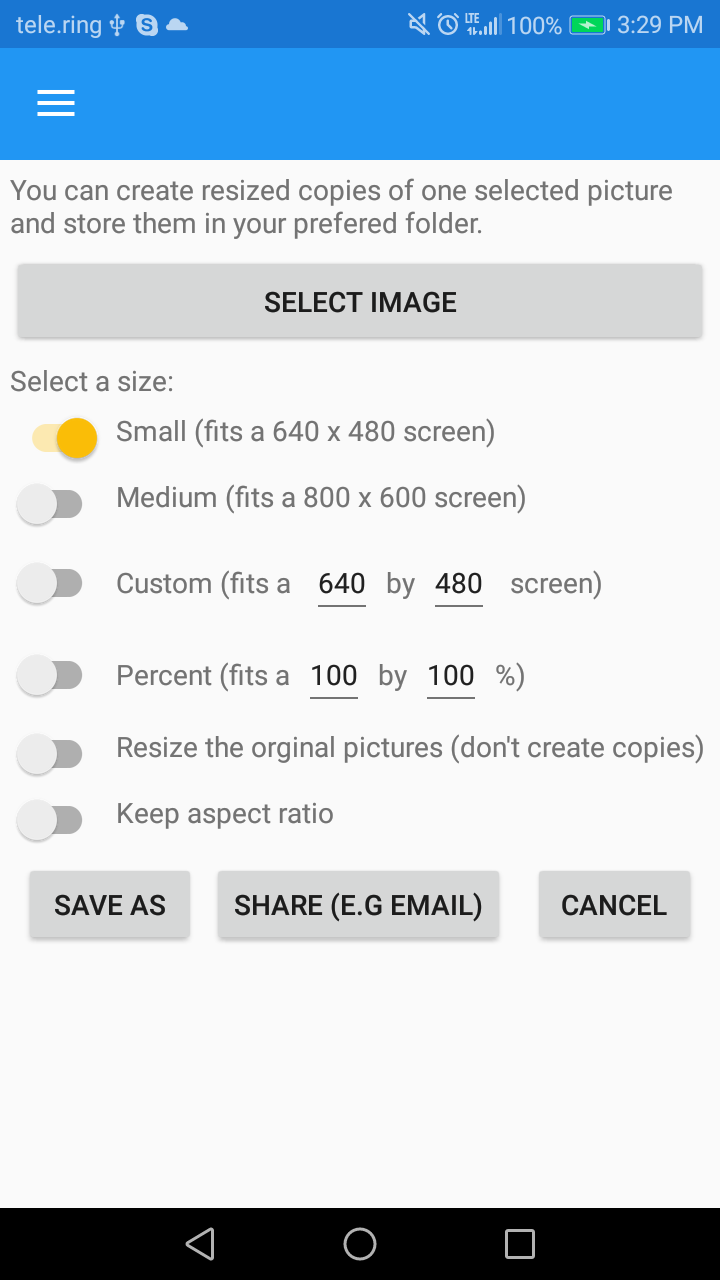 tele.ring 100% 3:29 PM
You can create resized copies of one selected picture
and store them in your prefered folder.
SELECT IMAGE
Select a size:
Small (fits a 640 x 480 screen)
Medium (fits a 800 x 600 screen)
Custom (fits a 640 by 480 screen)
Percent (fits a 100 by 100 %)
Resize the orginal pictures (don't create copies)
Keep aspect ratio
SAVE AS SHARE (E.G EMAIL) CANCEL